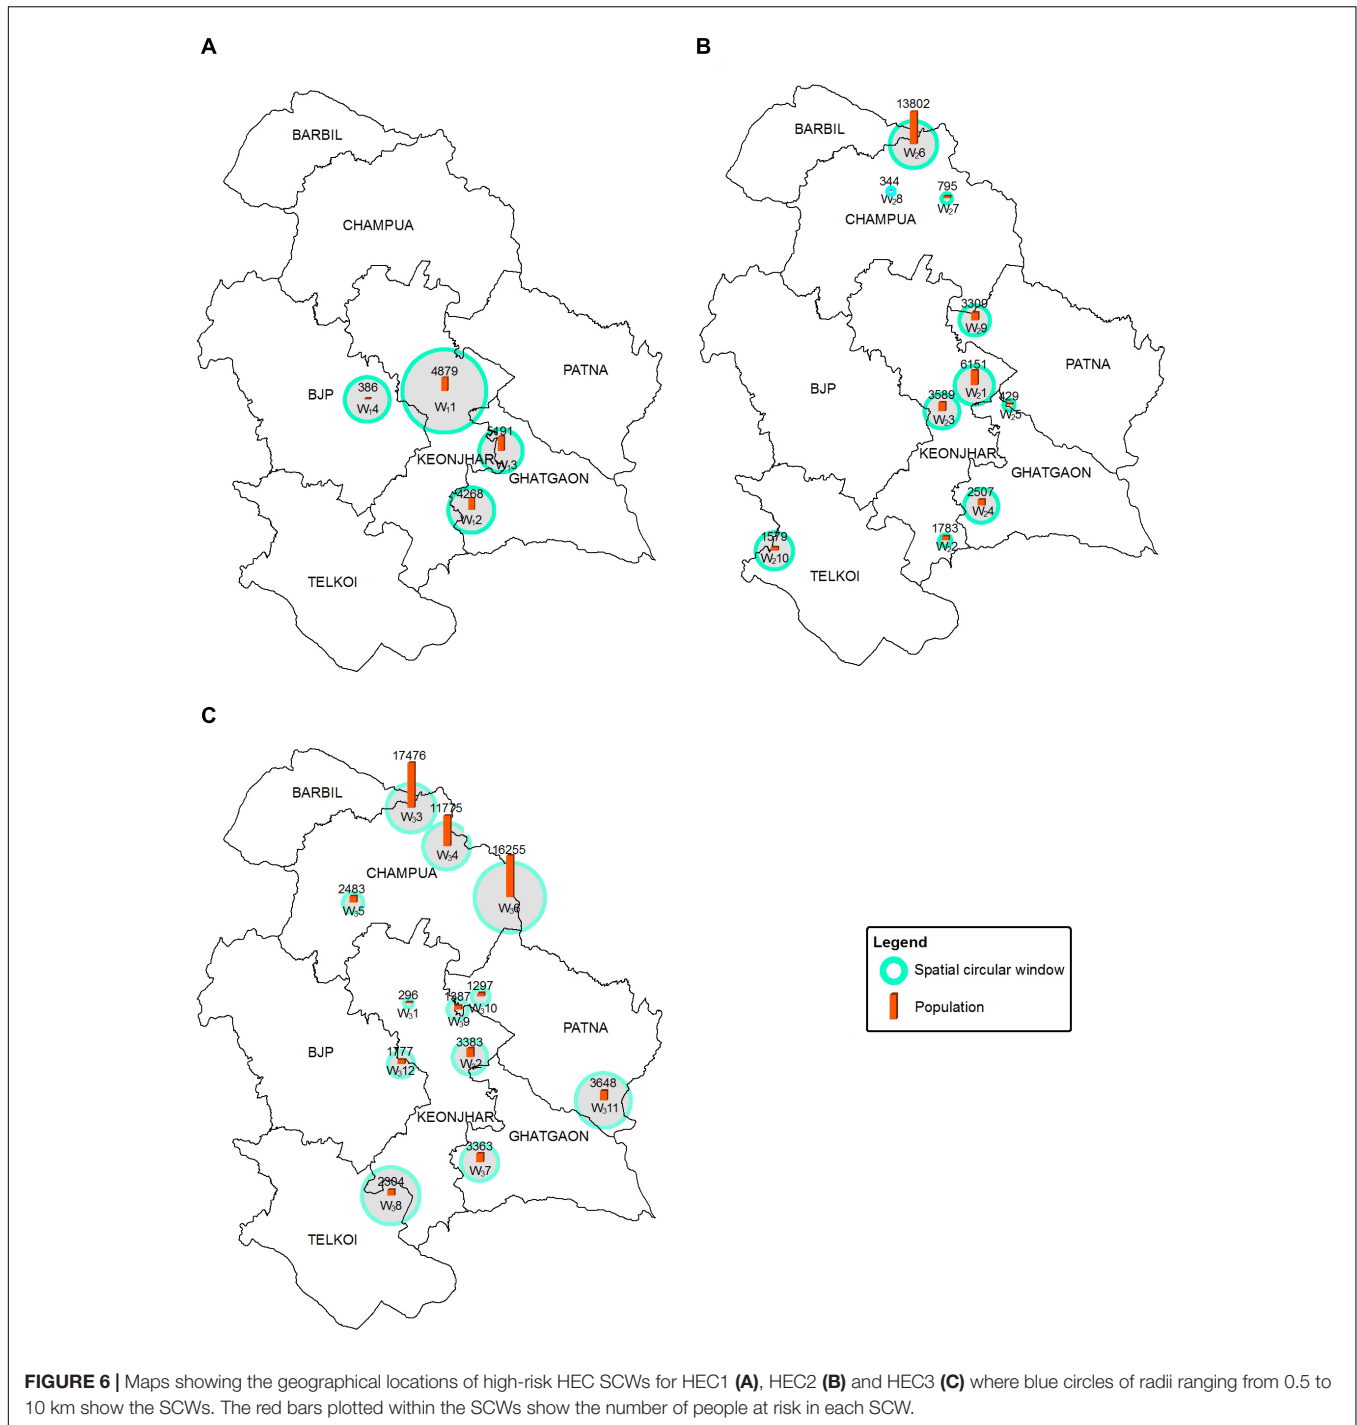 A
BARBIL
CHAMPUA
PATNA
BJP
4879
W₁1
386
W₁4
5191
W₁3
KEONJHAR
GHATGAON
4268
W₁2
TELKOI
B
13802
BARBIL
W₂6
344
W₂8
795
W₂7
CHAMPUA
3309
W₂9
PATNA
6151
W₂1
BJP
3589
W₂3
429
W₂5
KEONJHAR
GHATGAON
2507
W₂4
1783
W₂2
1579
W₂10
TELKOI
C
17476
BARBIL
W₃3
11775
W₃4
16255
CHAMPUA
2483
W₃5
W₃6
296
W₃1
1387
W₃9
1297
W₃10
PATNA
BJP
1777
W₃12
3383
W₃2
3648
W₃11
KEONJHAR
GHATGAON
3363
W₃7
2304
W₃8
TELKOI
Legend
Spatial circular window
Population
FIGURE 6 | Maps showing the geographical locations of high-risk HEC SCWs for HEC1 (A), HEC2 (B) and HEC3 (C) where blue circles of radii ranging from 0.5 to
10 km show the SCWs. The red bars plotted within the SCWs show the number of people at risk in each SCW.